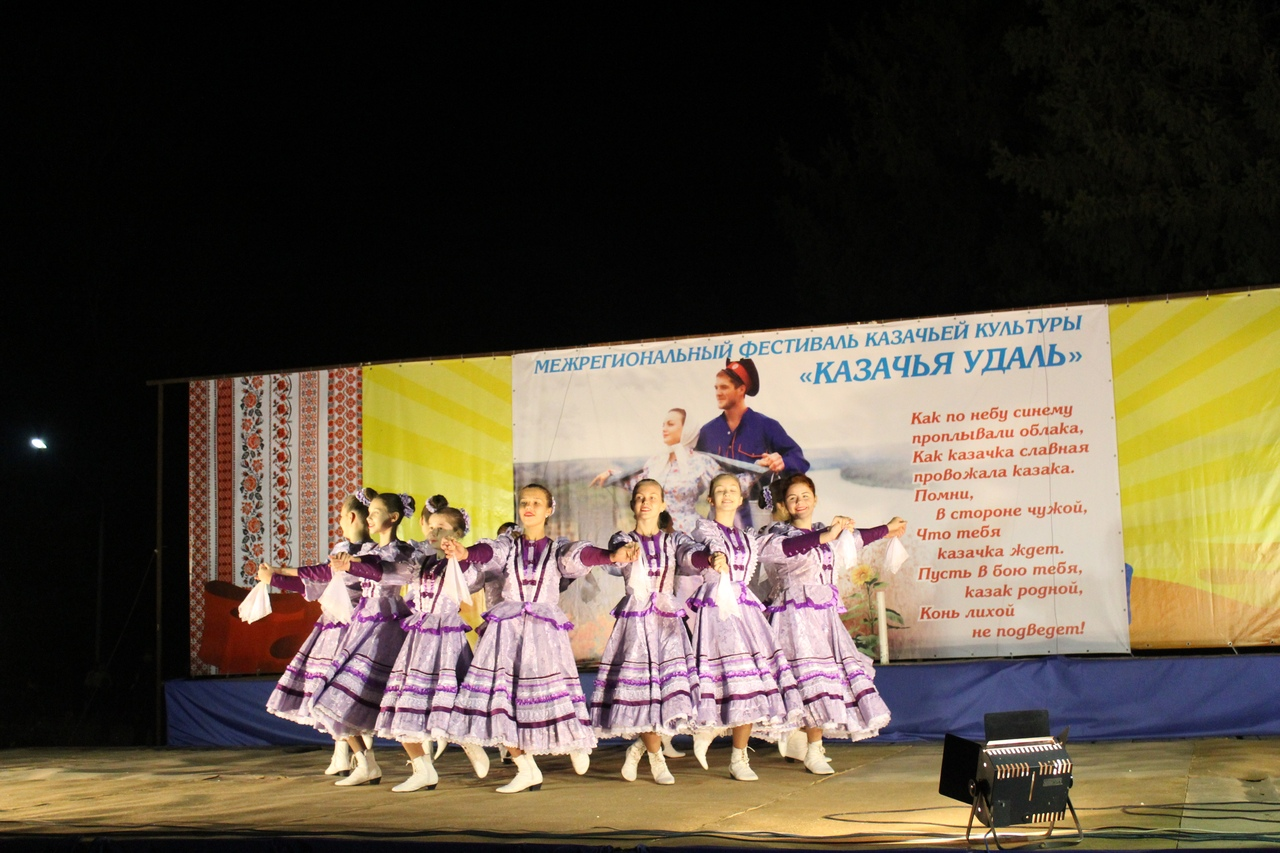 МЕЖРЕГИОНАЛЬНЫЙ ФЕСТИВАЛЬ КАЗАЧЬЕЙ КУЛЬТУРЫ
«КАЗАЧЬЯ УДАЛЬ»
Как по небу синему
проплывали облака,
Как казачка славная
провожала казака.
Помни,
в стороне чужой,
Что тебя
казачка ждет.
Пусть в бою тебя,
казак родной,
Конь лихой
не подведет!